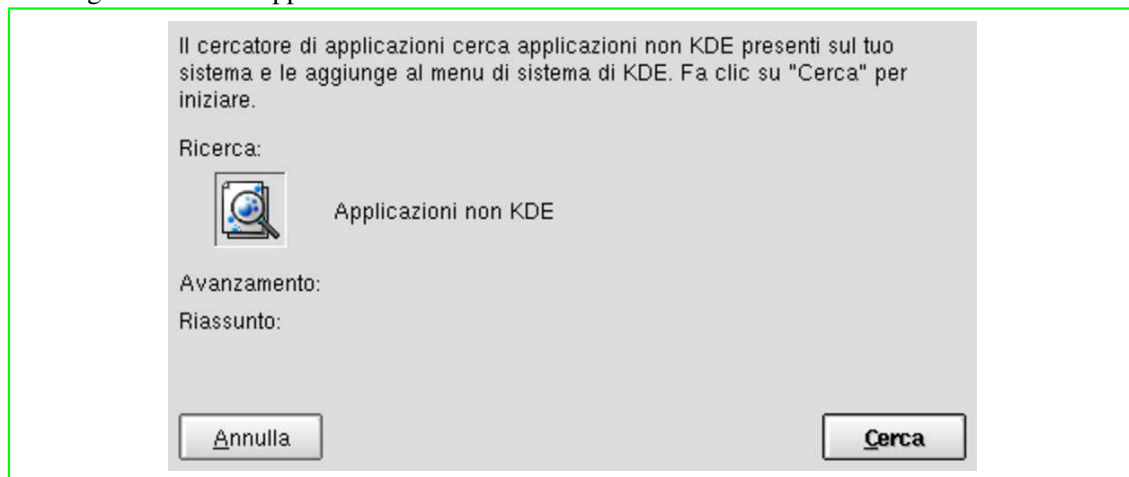 Il cercatore di applicazioni cerca applicazioni non KDE presenti sul tuo
sistema e le aggiunge al menu di sistema di KDE. Fa clic su "Cerca" per
iniziare.
Ricerca:
Applicazioni non KDE
Avanzamento:
Riassunto:
Annulla
Cerca